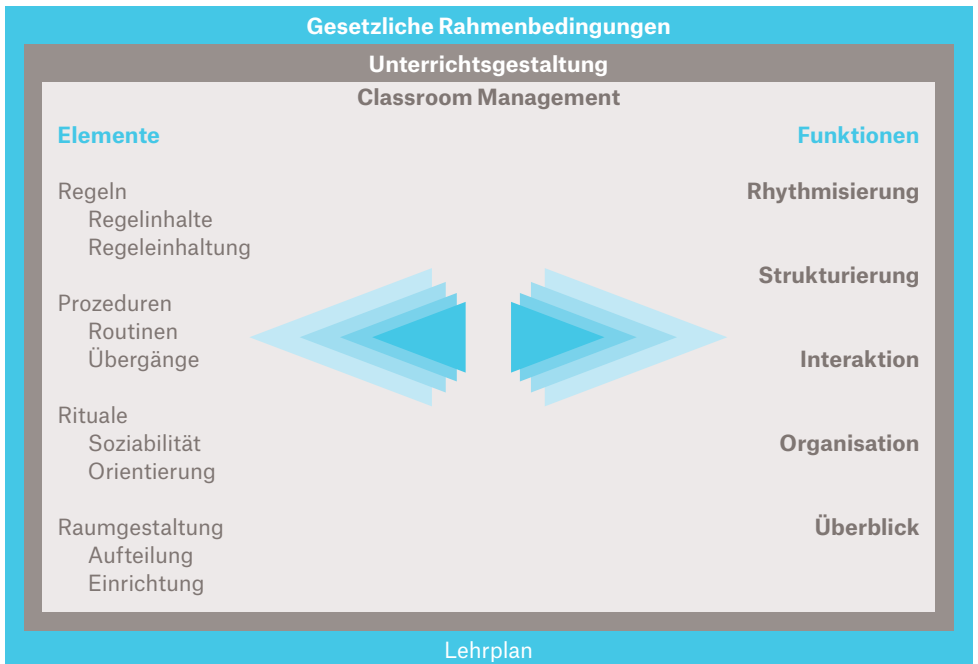 Gesetzliche Rahmenbedingungen
Unterrichtsgestaltung
Classroom Management
Elemente
Regeln
Regelinhalte
Regeleinhaltung
Prozeduren
Routinen
Übergänge
Rituale
Soziabilität
Orientierung
Raumgestaltung
Aufteilung
Einrichtung
Funktionen
Rhythmisierung
Strukturierung
Interaktion
Organisation
Überblick
Lehrplan